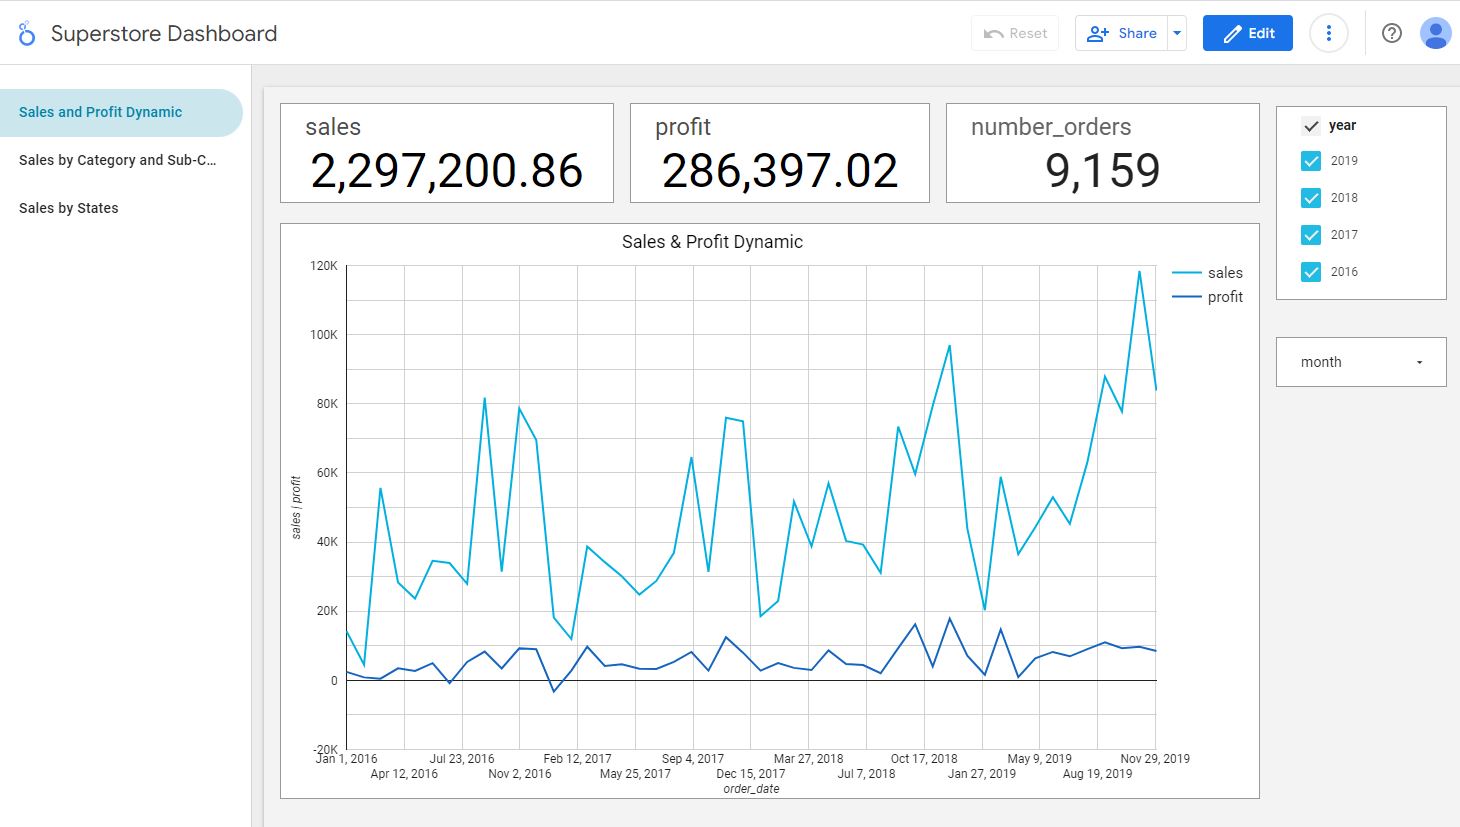 Superstore Dashboard
Reset
Share
Edit
Sales and Profit Dynamic
Sales by Category and Sub-C...
Sales by States
sales
2,297,200.86
profit
286,397.02
number_orders
9,159
year
2019
2018
2017
2016
month
Sales & Profit Dynamic
sales
profit
120K
100K
80K
60K
40K
20K
0
-20K
sales | profit
Jan 1, 2016
Apr 12, 2016
Jul 23, 2016
Nov 2, 2016
Feb 12, 2017
May 25, 2017
Sep 4, 2017
Dec 15, 2017
Mar 27, 2018
Jul 7, 2018
Oct 17, 2018
Jan 27, 2019
May 9, 2019
Aug 19, 2019
Nov 29, 2019
order_date